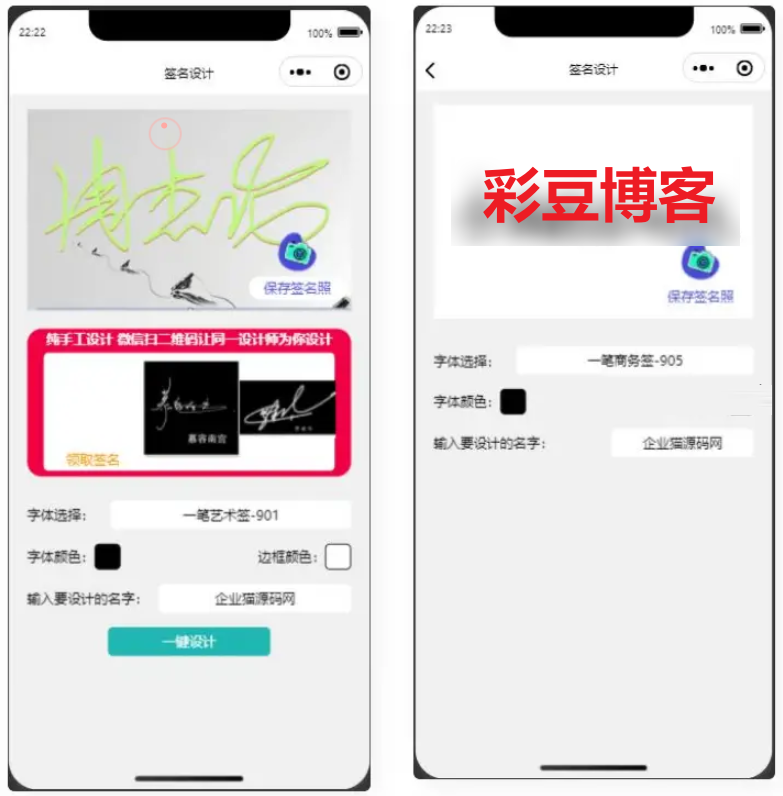 22:22
100%
签名设计
周杰伦
保存签名照
纯手工设计 微信扫二维码让同一设计师为你设计
慕容南宫
领取签名
字体选择：
一笔艺术签-901
字体颜色：
边框颜色：
输入要设计的名字：
企业猫源码网
一键设计
22:23
100%
签名设计
彩豆博客
保存签名照
字体选择：
一笔商务签-905
字体颜色：
输入要设计的名字：
企业猫源码网